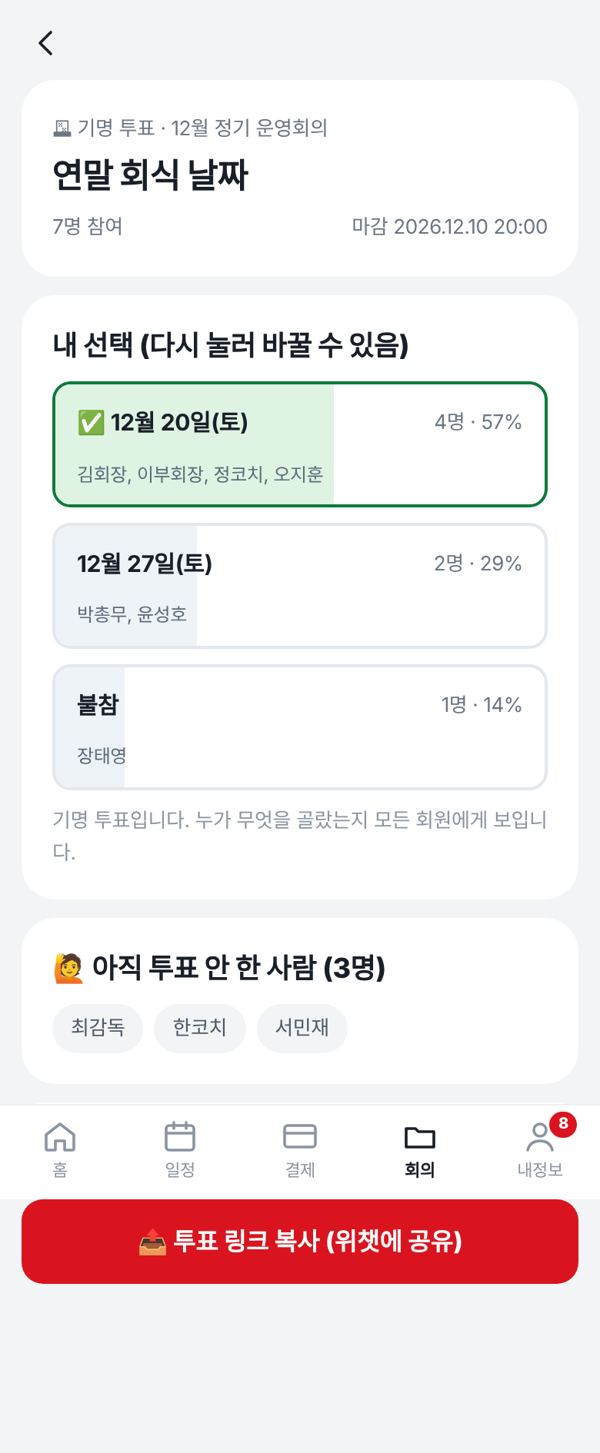 🗳 기명 투표 · 12월 정기 운영회의
연말 회식 날짜
7명 참여 마감 2026.12.10 20:00
내 선택 (다시 눌러 바꿀 수 있음)
✅ 12월 20일(토) 4명 · 57%
김회장, 이부회장, 정코치, 오지훈
12월 27일(토) 2명 · 29%
박총무, 윤성호
불참 1명 · 14%
장태영
기명 투표입니다. 누가 무엇을 골랐는지 모든 회원에게 보입니
다.
🙋 아직 투표 안 한 사람 (3명)
최감독 한코치 서민재
8
홈 일정 결제 회의 내정보
📤 투표 링크 복사 (위챗에 공유)